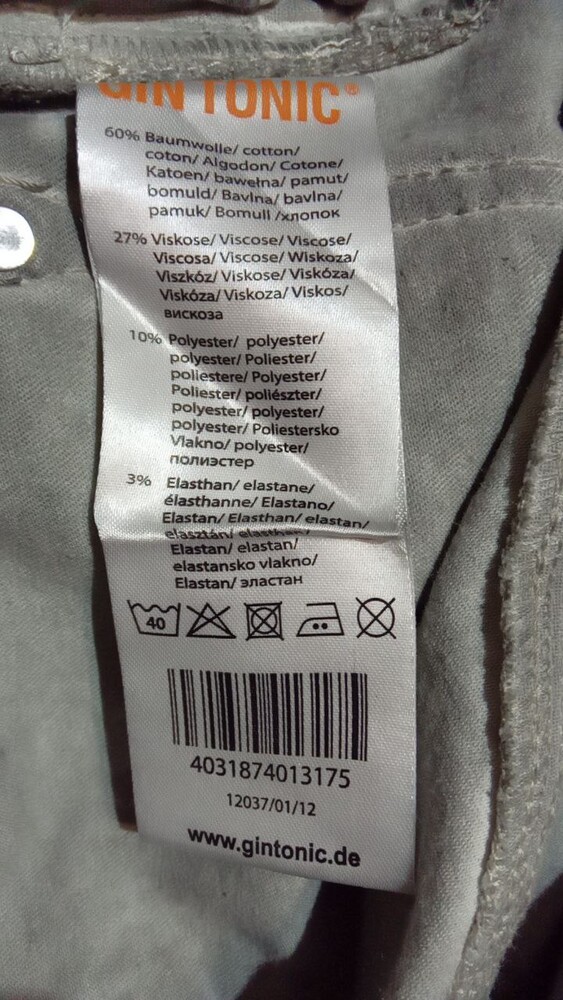 GIN TONIC®
60% Baumwolle/ cotton/
coton/ Algodon/ Cotone/
Katoen/ bawełna/ pamut/
bomuld/ Bavlna/ bavlna/
pamuk/ Bomull /хлопок
27% Viskose/ Viscose/ Viscose/
Viscosa/ Viscose/ Wiskoza/
Viszkóz/ Viskose/ Viskóza/
Viskóza/ Viskoza/ Viskos/
вискоза
10% Polyester/ polyester/
polyester/ Poliester/
poliestere/ Polyester/
Poliester/ poliészter/
polyester/ polyester/
polyester/ Poliestersko
Vlakno/ polyester/
полиэстер
3% Elasthan/ elastane/
élasthanne/ Elastano/
Elastan/ Elasthan/ elastan/
elasztán/
Elastan/ elastan/
elastansko vlakno/
Elastan/ эластан
40
4031874013175
12037/01/12
www.gintonic.de